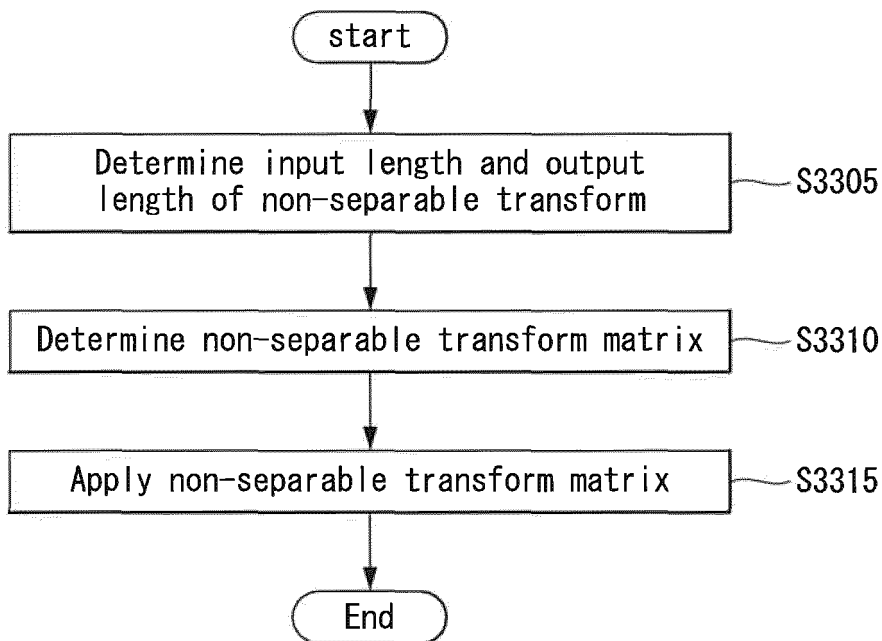 start
Determine input length and output
length of non-separable transform
S3305
Determine non-separable transform matrix
S3310
Apply non-separable transform matrix
S3315
End